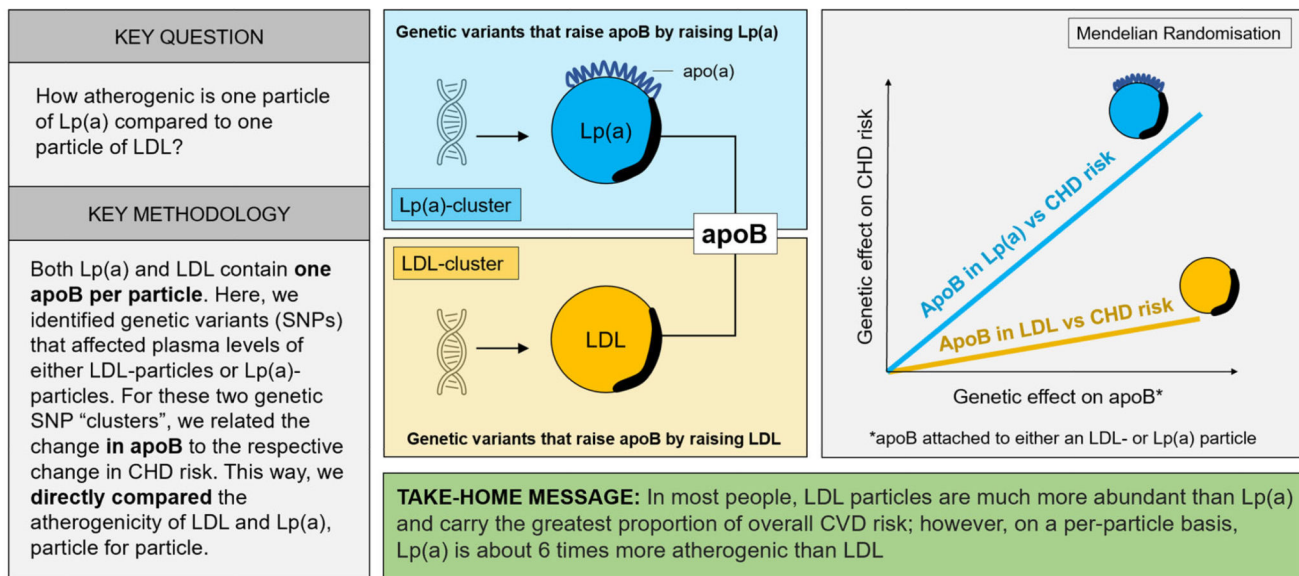 KEY QUESTION
How atherogenic is one particle
of Lp(a) compared to one
particle of LDL?
KEY METHODOLOGY
Both Lp(a) and LDL contain one
apoB per particle. Here, we
identified genetic variants (SNPs)
that affected plasma levels of
either LDL-particles or Lp(a)-
particles. For these two genetic
SNP “clusters”, we related the
change in apoB to the respective
change in CHD risk. This way, we
directly compared the
atherogenicity of LDL and Lp(a),
particle for particle.
Genetic variants that raise apoB by raising Lp(a)
apo(a)
Lp(a)
Lp(a)-cluster
apoB
LDL-cluster
LDL
Genetic variants that raise apoB by raising LDL
Mendelian Randomisation
Genetic effect on CHD risk
ApoB in Lp(a) vs CHD risk
ApoB in LDL vs CHD risk
Genetic effect on apoB*
*apoB attached to either an LDL- or Lp(a) particle
TAKE-HOME MESSAGE: In most people, LDL particles are much more abundant than Lp(a)
and carry the greatest proportion of overall CVD risk; however, on a per-particle basis,
Lp(a) is about 6 times more atherogenic than LDL